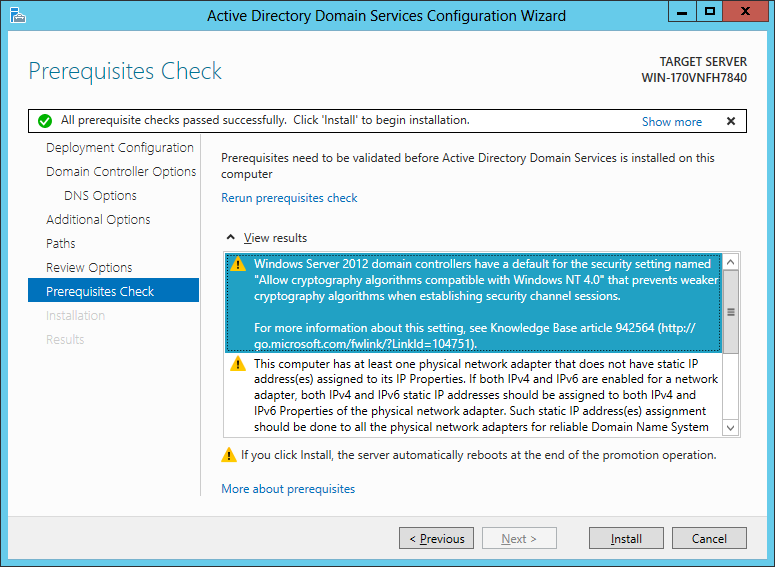 Active Directory Domain Services Configuration Wizard
Prerequisites Check
TARGET SERVER
WIN-170VNFH7840
All prerequisite checks passed successfully. Click 'Install' to begin installation.
Show more
Deployment Configuration
Domain Controller Options
DNS Options
Additional Options
Paths
Review Options
Prerequisites Check
Installation
Results
Prerequisites need to be validated before Active Directory Domain Services is installed on this
computer
Rerun prerequisites check
View results
Windows Server 2012 domain controllers have a default for the security setting named
"Allow cryptography algorithms compatible with Windows NT 4.0" that prevents weaker
cryptography algorithms when establishing security channel sessions.
For more information about this setting, see Knowledge Base article 942564 (http://
go.microsoft.com/fwlink/?LinkId=104751).
This computer has at least one physical network adapter that does not have static IP
address(es) assigned to its IP Properties. If both IPv4 and IPv6 are enabled for a network
adapter, both IPv4 and IPv6 static IP addresses should be assigned to both IPv4 and
IPv6 Properties of the physical network adapter. Such static IP address(es) assignment
should be done to all the physical network adapters for reliable Domain Name System
If you click Install, the server automatically reboots at the end of the promotion operation.
More about prerequisites
< Previous
Next >
Install
Cancel